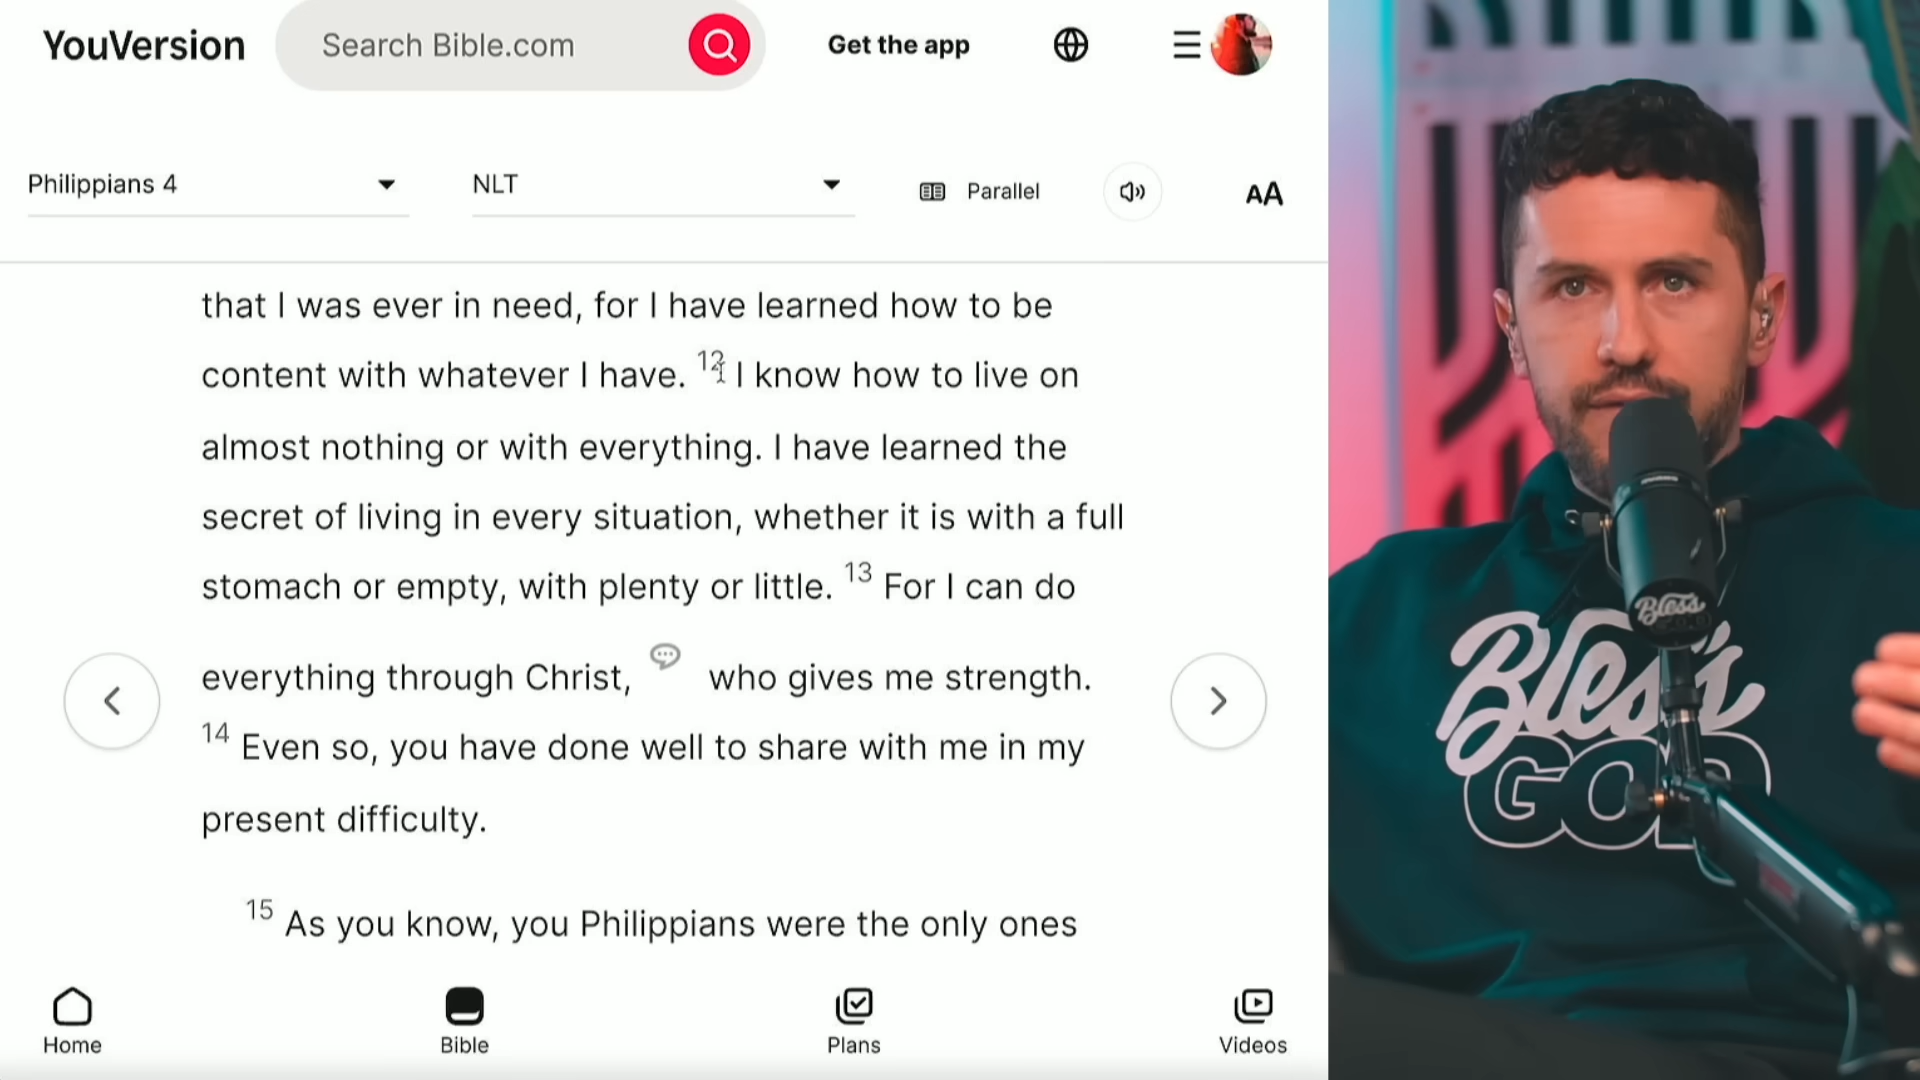 YouVersion
Search Bible.com
Get the app
Philippians 4
NLT
Parallel
AA
that I was ever in need, for I have learned how to be
content with whatever I have. 12 I know how to live on
almost nothing or with everything. I have learned the
secret of living in every situation, whether it is with a full
stomach or empty, with plenty or little. 13 For I can do
everything through Christ, who gives me strength.
14 Even so, you have done well to share with me in my
present difficulty.
15 As you know, you Philippians were the only ones
Home
Bible
Plans
Videos
Bless
GOD
Bless